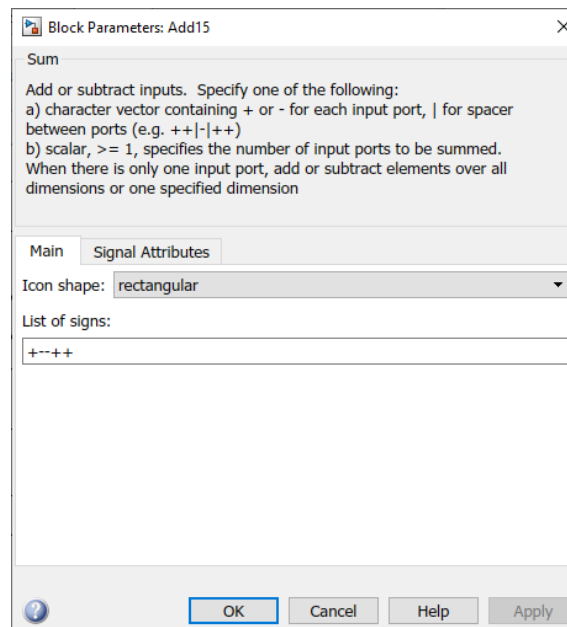 Block Parameters: Add15
Sum
Add or subtract inputs.  Specify one of the following:
a) character vector containing + or - for each input port, | for spacer
between ports (e.g. ++|-|++)
b) scalar, >= 1, specifies the number of input ports to be summed.
When there is only one input port, add or subtract elements over all
dimensions or one specified dimension
Main    Signal Attributes
Icon shape: rectangular
List of signs:
+--++
OK    Cancel    Help    Apply